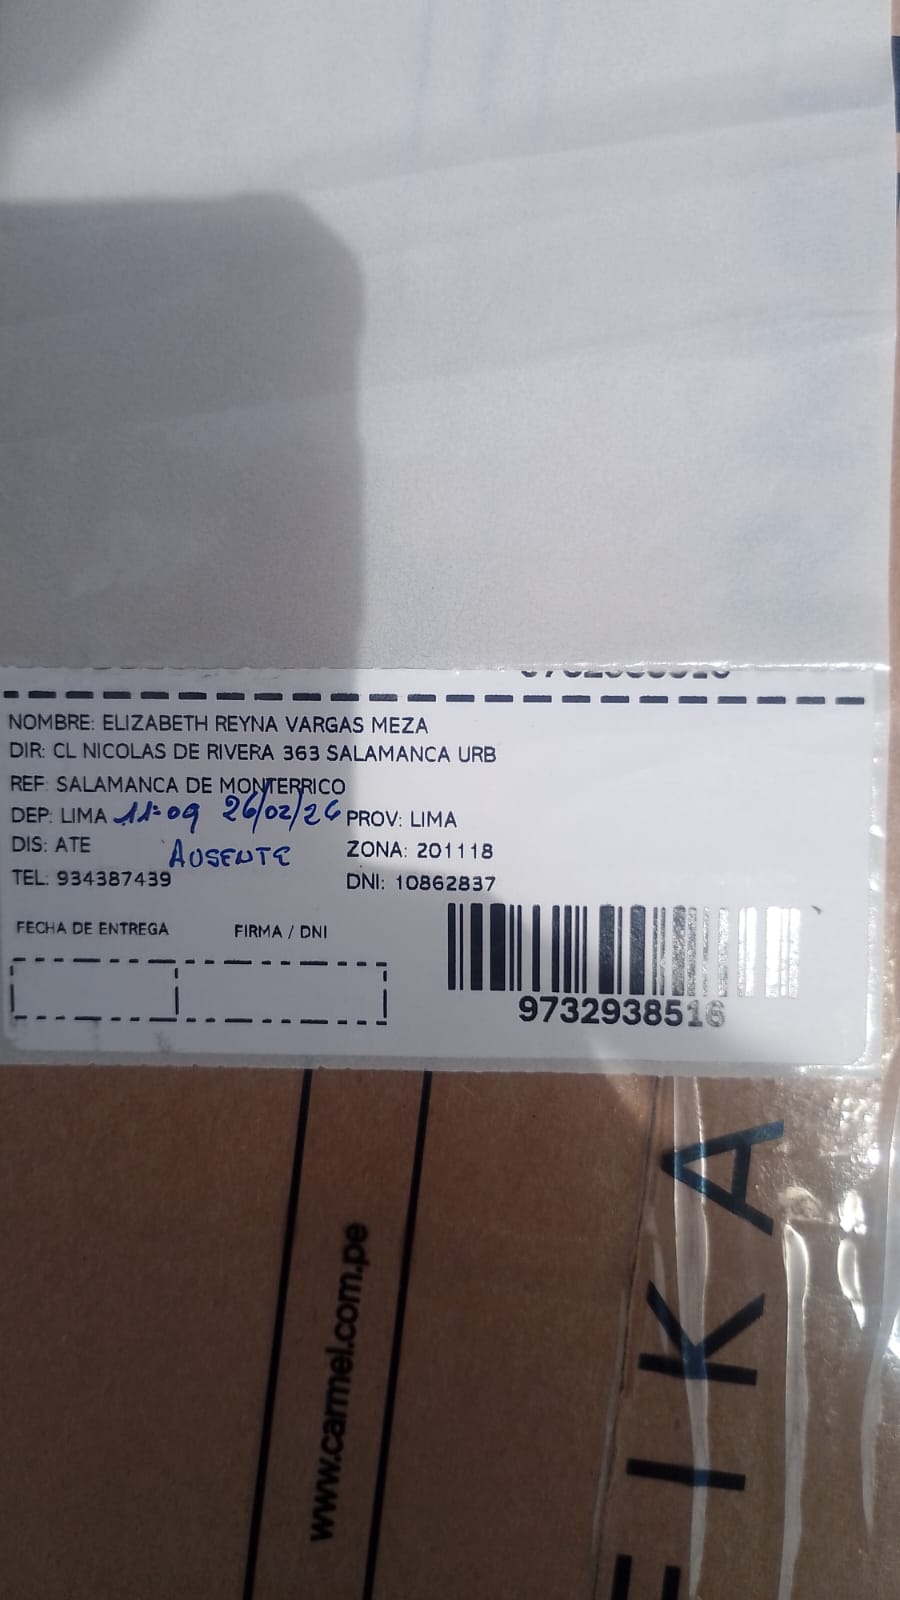 NOMBRE: ELIZABETH REYNA VARGAS MEZA
DIR: CL NICOLAS DE RIVERA 363 SALAMANCA URB
REF: SALAMANCA DE MONTERRICO
DEP: LIMA 11:09 26/02/26 PROV: LIMA
DIS: ATE AUSENTE ZONA: 201118
TEL: 934387439 DNI: 10862837
FECHA DE ENTREGA FIRMA / DNI
9732938516
www.carmel.com.pe
EIKA